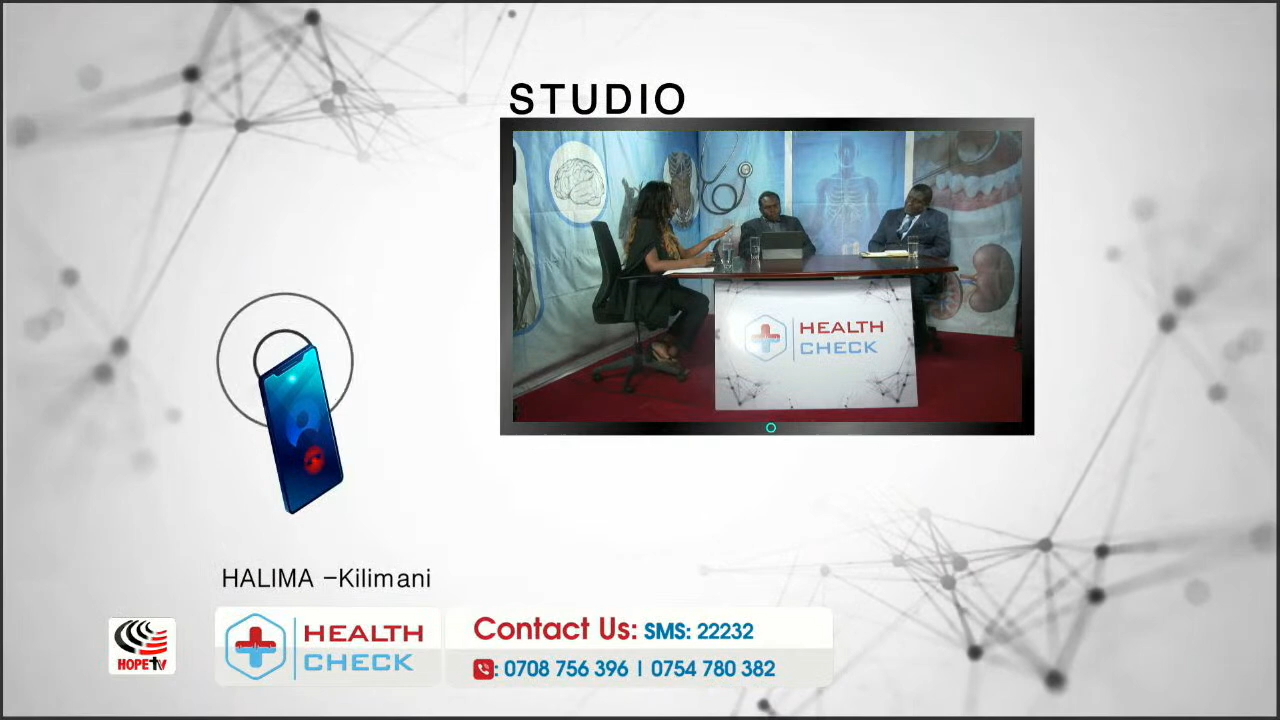 STUDIO
HEALTH
CHECK
HALIMA -Kilimani
HOPE TV
HEALTH
CHECK
Contact Us: SMS: 22232
: 0708 756 396 | 0754 780 382